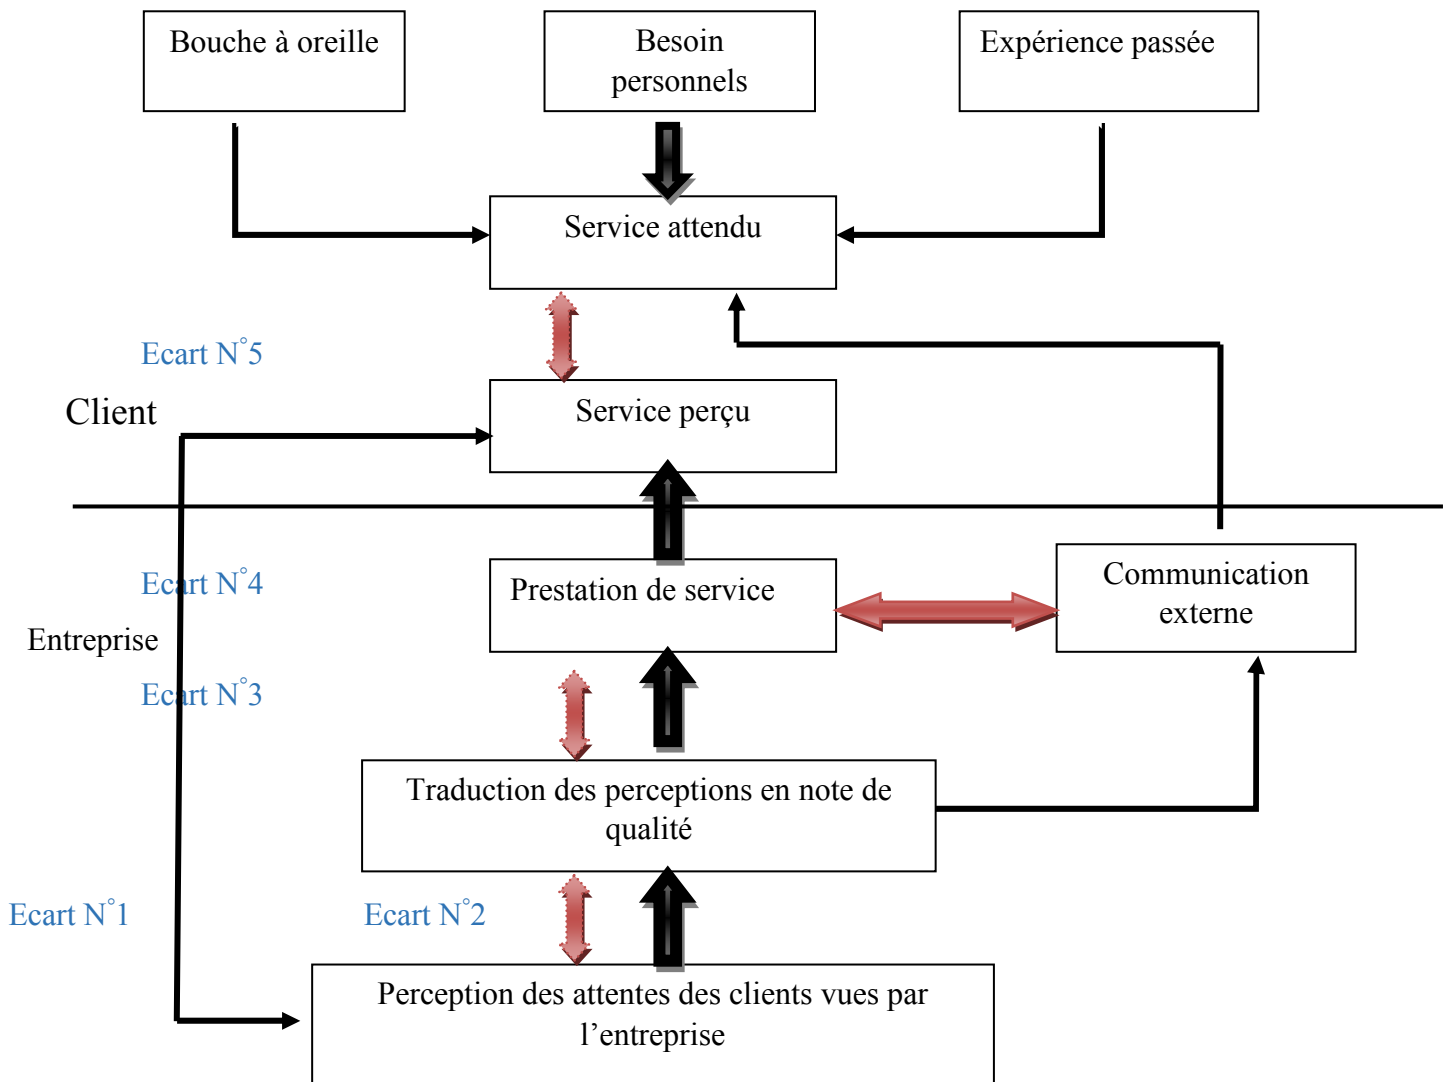 Bouche à oreille
Besoin
personnels
Expérience passée
Service attendu
Ecart N°5
Client
Service perçu
Ecart N°4
Prestation de service
Communication
externe
Entreprise
Ecart N°3
Traduction des perceptions en note de
qualité
Ecart N°1
Ecart N°2
Perception des attentes des clients vues par
l’entreprise